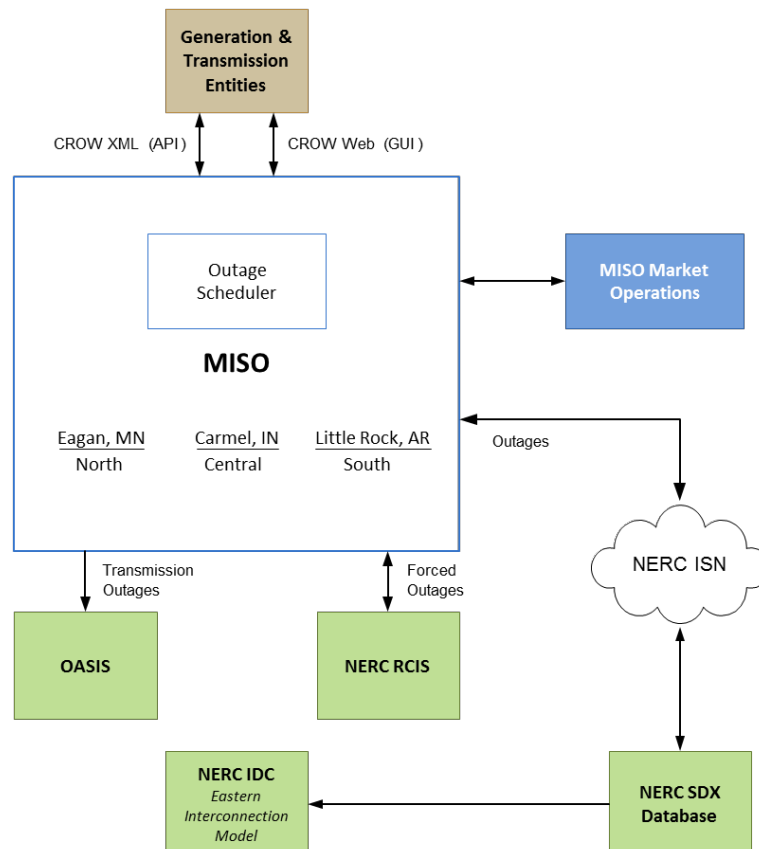 Generation &
Transmission
Entities
CROW XML (API)
CROW Web (GUI)
Outage
Scheduler
MISO Market
Operations
MISO
Eagan, MN
North
Carmel, IN
Central
Little Rock, AR
South
Outages
NERC ISN
Transmission
Outages
Forced
Outages
OASIS
NERC RCIS
NERC IDC
Eastern
Interconnection
Model
NERC SDX
Database